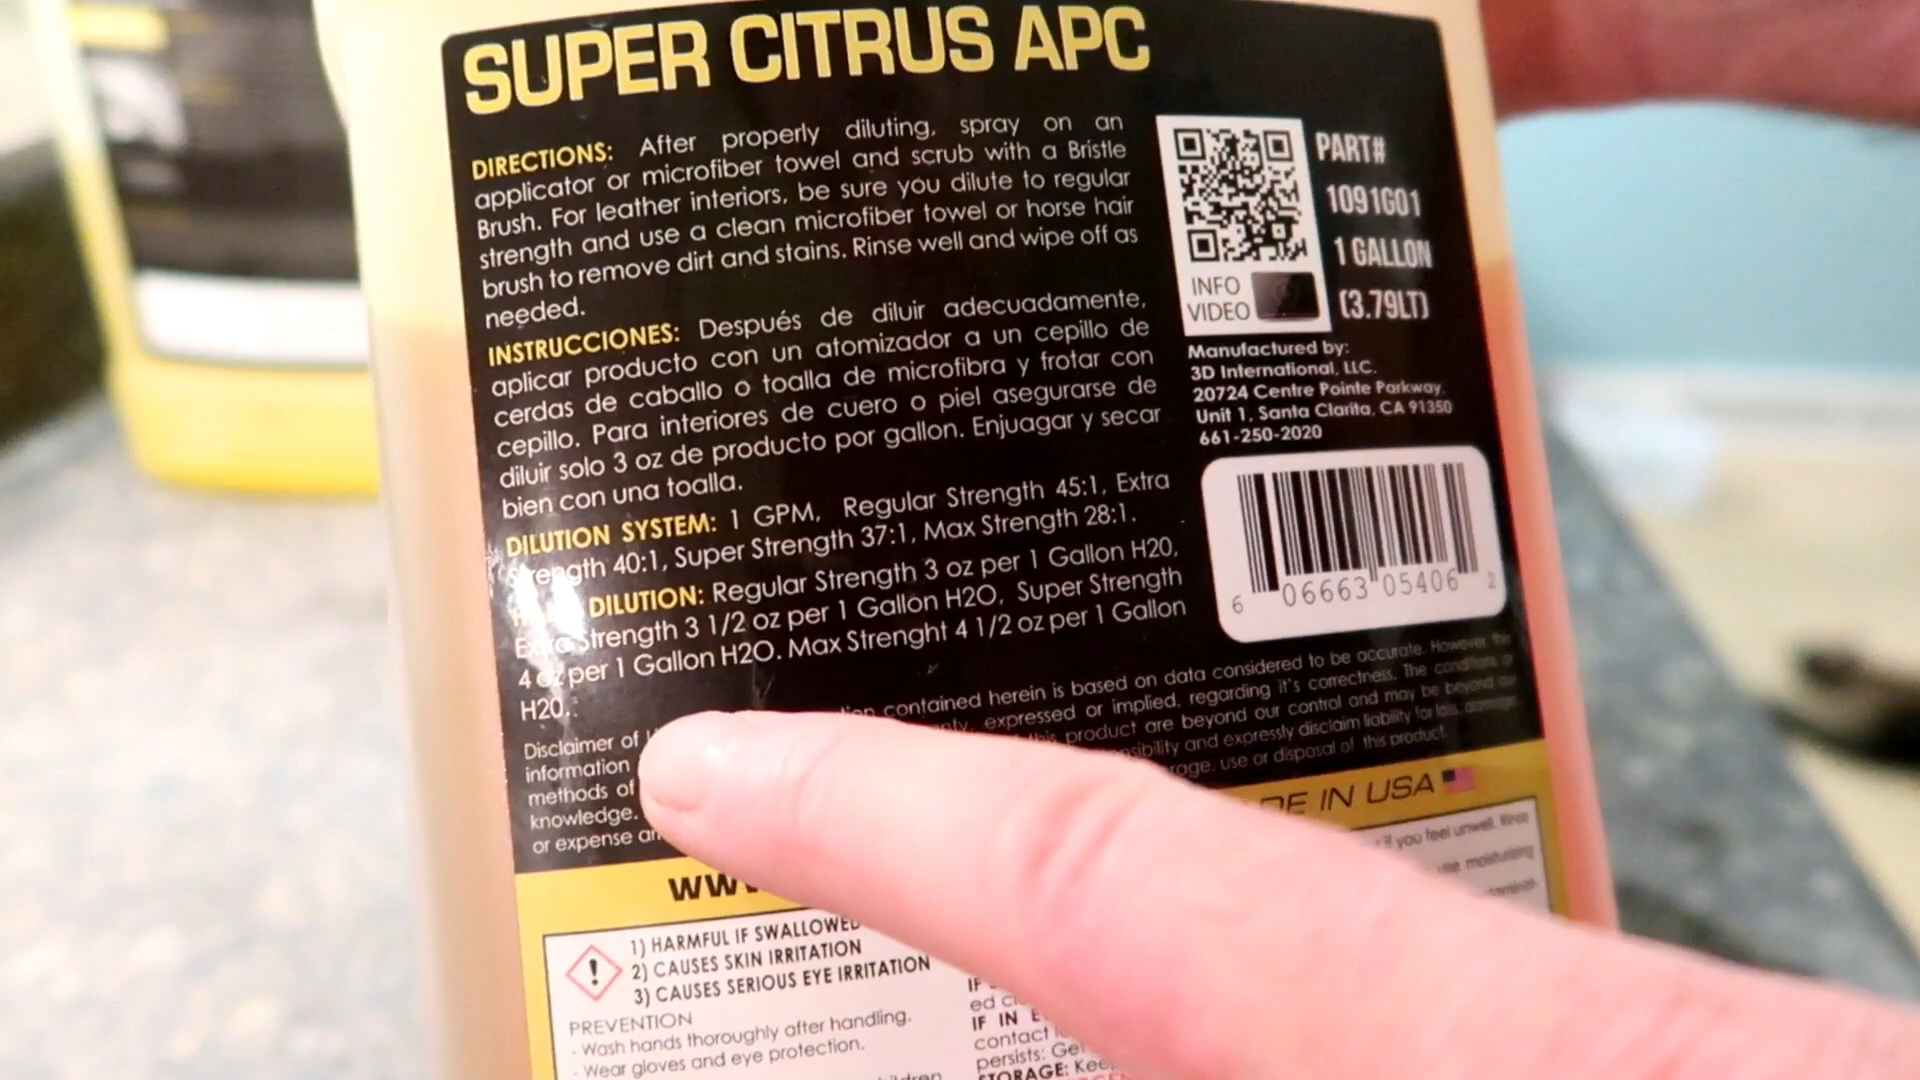 SUPER CITRUS APC
DIRECTIONS: After properly diluting, spray on an
applicator or microfiber towel and scrub with a Bristle
Brush. For leather interiors, be sure you dilute to regular
strength and use a clean microfiber towel or horse hair
brush to remove dirt and stains. Rinse well and wipe off as
needed.
INSTRUCCIONES: Después de diluir adecuadamente,
aplicar producto con un atomizador a un cepillo de
cerdas de caballo o toalla de microfibra y frotar con
cepillo. Para interiores de cuero o piel asegurarse de
diluir solo 3 oz de producto por gallon. Enjuagar y secar
bien con una toalla.
DILUTION SYSTEM: 1 GPM, Regular Strength 45:1, Extra
Strength 40:1, Super Strength 37:1, Max Strength 28:1.
DILUTION: Regular Strength 3 oz per 1 Gallon H20,
Extra Strength 3 1/2 oz per 1 Gallon H2O, Super Strength
4 oz per 1 Gallon H2O. Max Strenght 4 1/2 oz per 1 Gallon
H20.
Disclaimer of contained herein is based on data considered to be accurate. However
information expressed or implied, regarding it's correctness. The conditions or
methods of this product are beyond our control and may be beyond our
knowledge. and expressly disclaim liability for loss, damage
or expense use or disposal of this product.
PART#
1091G01
1 GALLON
(3.79LT)
INFO
VIDEO
Manufactured by:
3D International, LLC.
20724 Centre Pointe Parkway,
Unit 1, Santa Clarita, CA 91350
661-250-2020
6 06663 05406 2
IN USA
1) HARMFUL IF SWALLOWED
2) CAUSES SKIN IRRITATION
3) CAUSES SERIOUS EYE IRRITATION
PREVENTION
- Wash hands thoroughly after handling.
- Wear gloves and eye protection.
if you feel unwell. Rinse
moisturizing
IF
IF IN
contact
persists: Get
STORAGE: